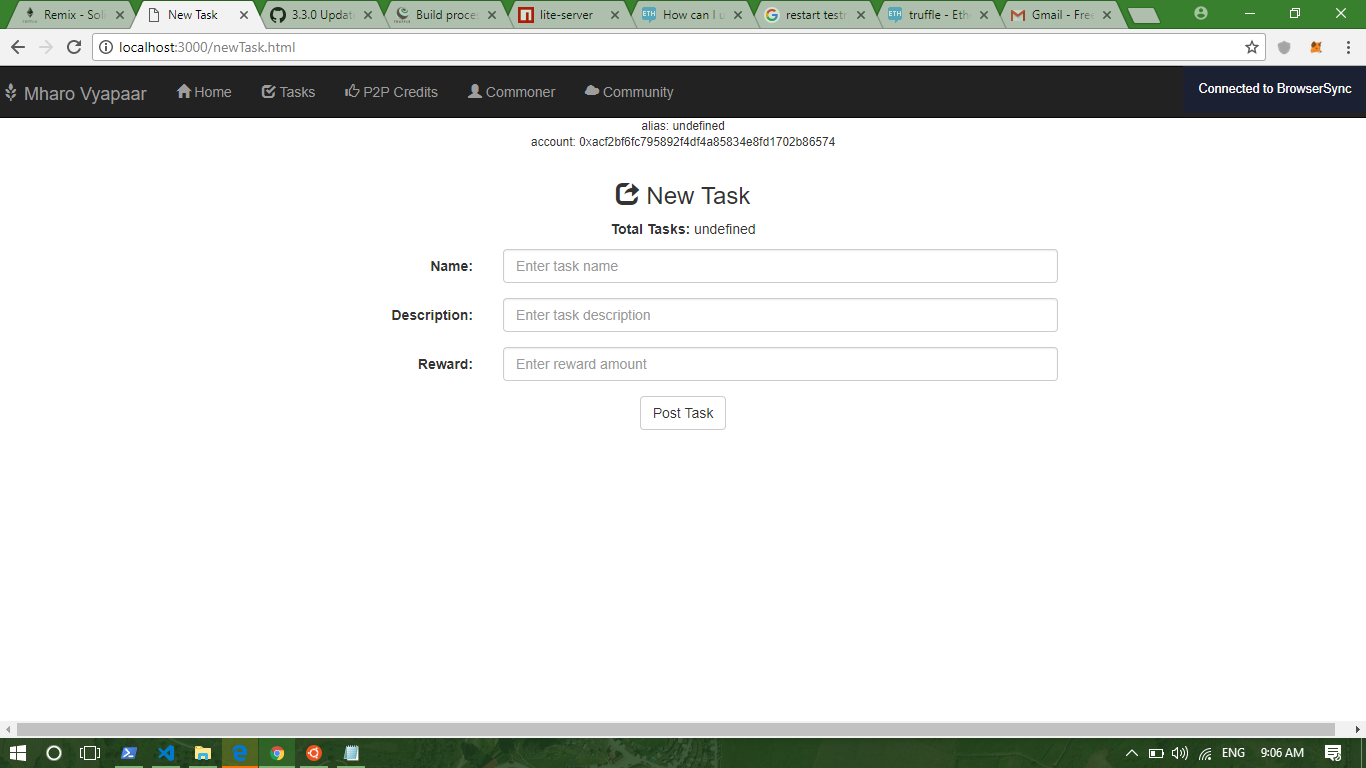 Remix - Soli
New Task
3.3.0 Updat
Build proce
lite-server
How can I u
restart testr
truffle - Eth
Gmail - Free
localhost:3000/newTask.html
Mharo Vyapaar
Home
Tasks
P2P Credits
Commoner
Community
Connected to BrowserSync
alias: undefined
account: 0xacf2bf6fc795892f4df4a85834e8fd1702b86574
New Task
Total Tasks: undefined
Name:
Enter task name
Description:
Enter task description
Reward:
Enter reward amount
Post Task
ENG
9:06 AM